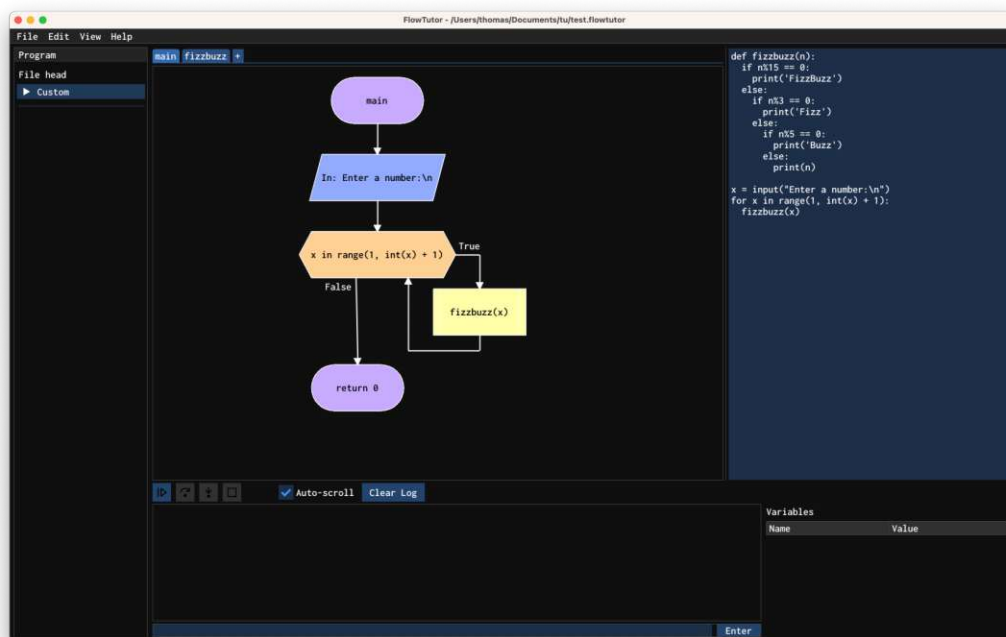 FlowTutor - /Users/thomas/Documents/tu/test.flowtutor
File Edit View Help
Program
File head
Custom
main fizzbuzz +
main
In: Enter a number:\n
x in range(1, int(x) + 1)
True
False
fizzbuzz(x)
return 0
def fizzbuzz(n):
  if n%15 == 0:
    print('FizzBuzz')
  else:
    if n%3 == 0:
      print('Fizz')
    else:
      if n%5 == 0:
        print('Buzz')
      else:
        print(n)
x = input("Enter a number:\n")
for x in range(1, int(x) + 1):
  fizzbuzz(x)
Auto-scroll Clear Log
Variables
Name Value
Enter